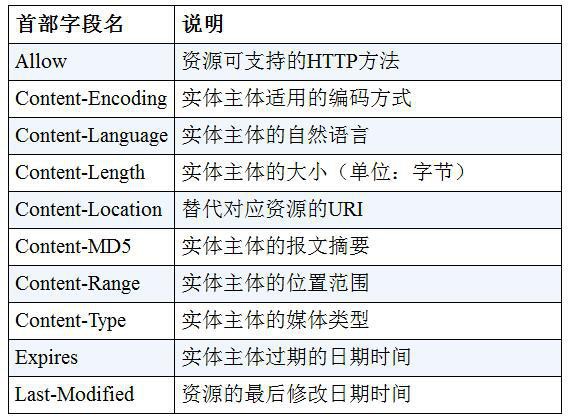 首部字段名 说明
Allow 资源可支持的HTTP方法
Content-Encoding 实体主体适用的编码方式
Content-Language 实体主体的自然语言
Content-Length 实体主体的大小（单位：字节）
Content-Location 替代对应资源的URI
Content-MD5 实体主体的报文摘要
Content-Range 实体主体的位置范围
Content-Type 实体主体的媒体类型
Expires 实体主体过期的日期时间
Last-Modified 资源的最后修改日期时间